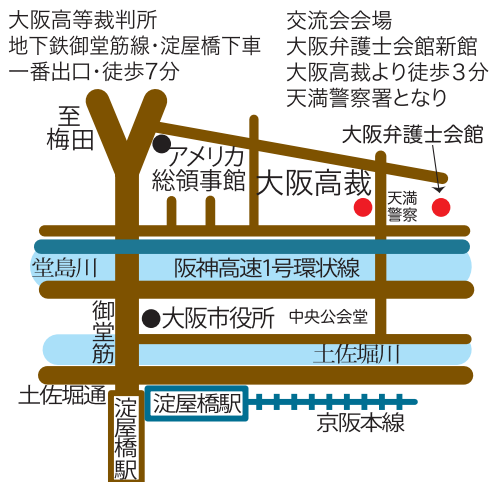 大阪高等裁判所
地下鉄御堂筋線・淀屋橋下車
一番出口・徒歩7分
交流会会場
大阪弁護士会館新館
大阪高裁より徒歩3分
天満警察署となり
至
梅田
アメリカ
総領事館
大阪弁護士会館
大阪高裁
天満
警察
堂島川
阪神高速1号環状線
御堂筋
大阪市役所
中央公会堂
土佐堀川
土佐堀通
淀屋橋駅
淀屋橋駅
京阪本線